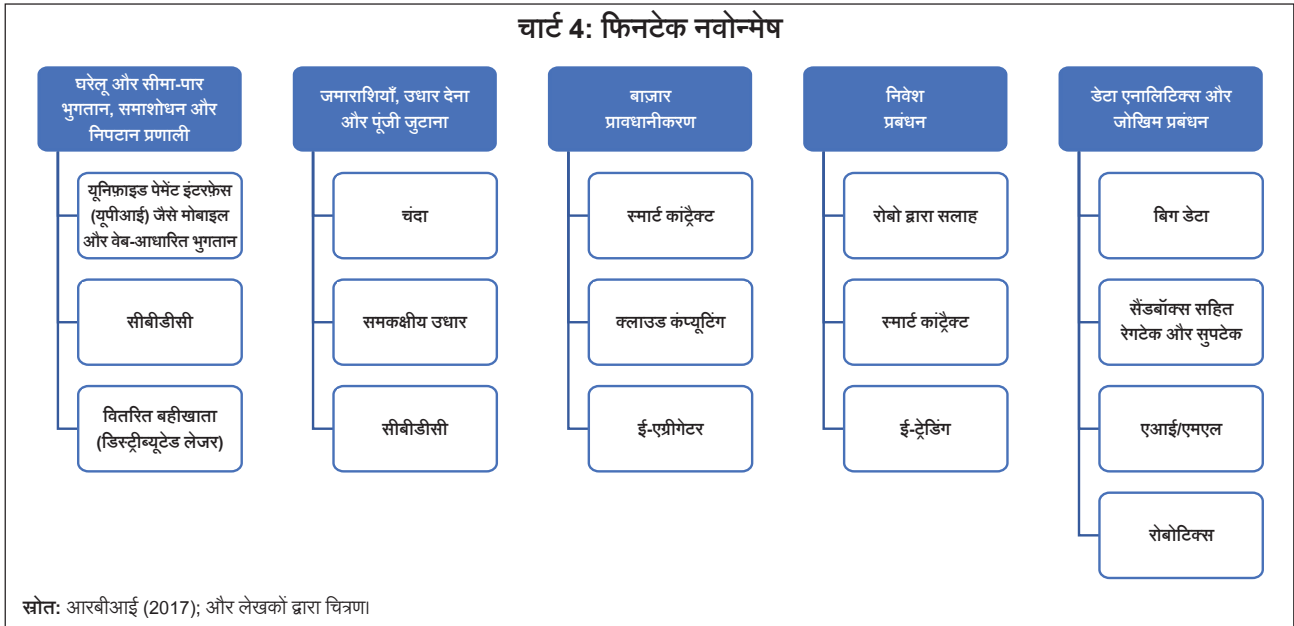 चार्ट 4: फिनटेक नवोन्मेष
घरेलू और सीमा-पार
भुगतान, समाशोधन और
निपटान प्रणाली
यूनिफ़ाइड पेमेंट इंटरफ़ेस
(यूपीआई) जैसे मोबाइल
और वेब-आधारित भुगतान
सीबीडीसी
वितरित बहीखाता
(डिस्ट्रीब्यूटेड लेजर)
जमाराशियाँ, उधार देना
और पूंजी जुटाना
चंदा
समकक्षीय उधार
सीबीडीसी
बाज़ार
प्रावधानीकरण
स्मार्ट कांट्रैक्ट
क्लाउड कंप्यूटिंग
ई-एग्रीगेटर
निवेश
प्रबंधन
रोबो द्वारा सलाह
स्मार्ट कांट्रैक्ट
ई-ट्रेडिंग
डेटा एनालिटिक्स और
जोखिम प्रबंधन
बिग डेटा
सैंडबॉक्स सहित
रेगटेक और सुपटेक
एआई/एमएल
रोबोटिक्स
स्रोत: आरबीआई (2017); और लेखकों द्वारा चित्रण।